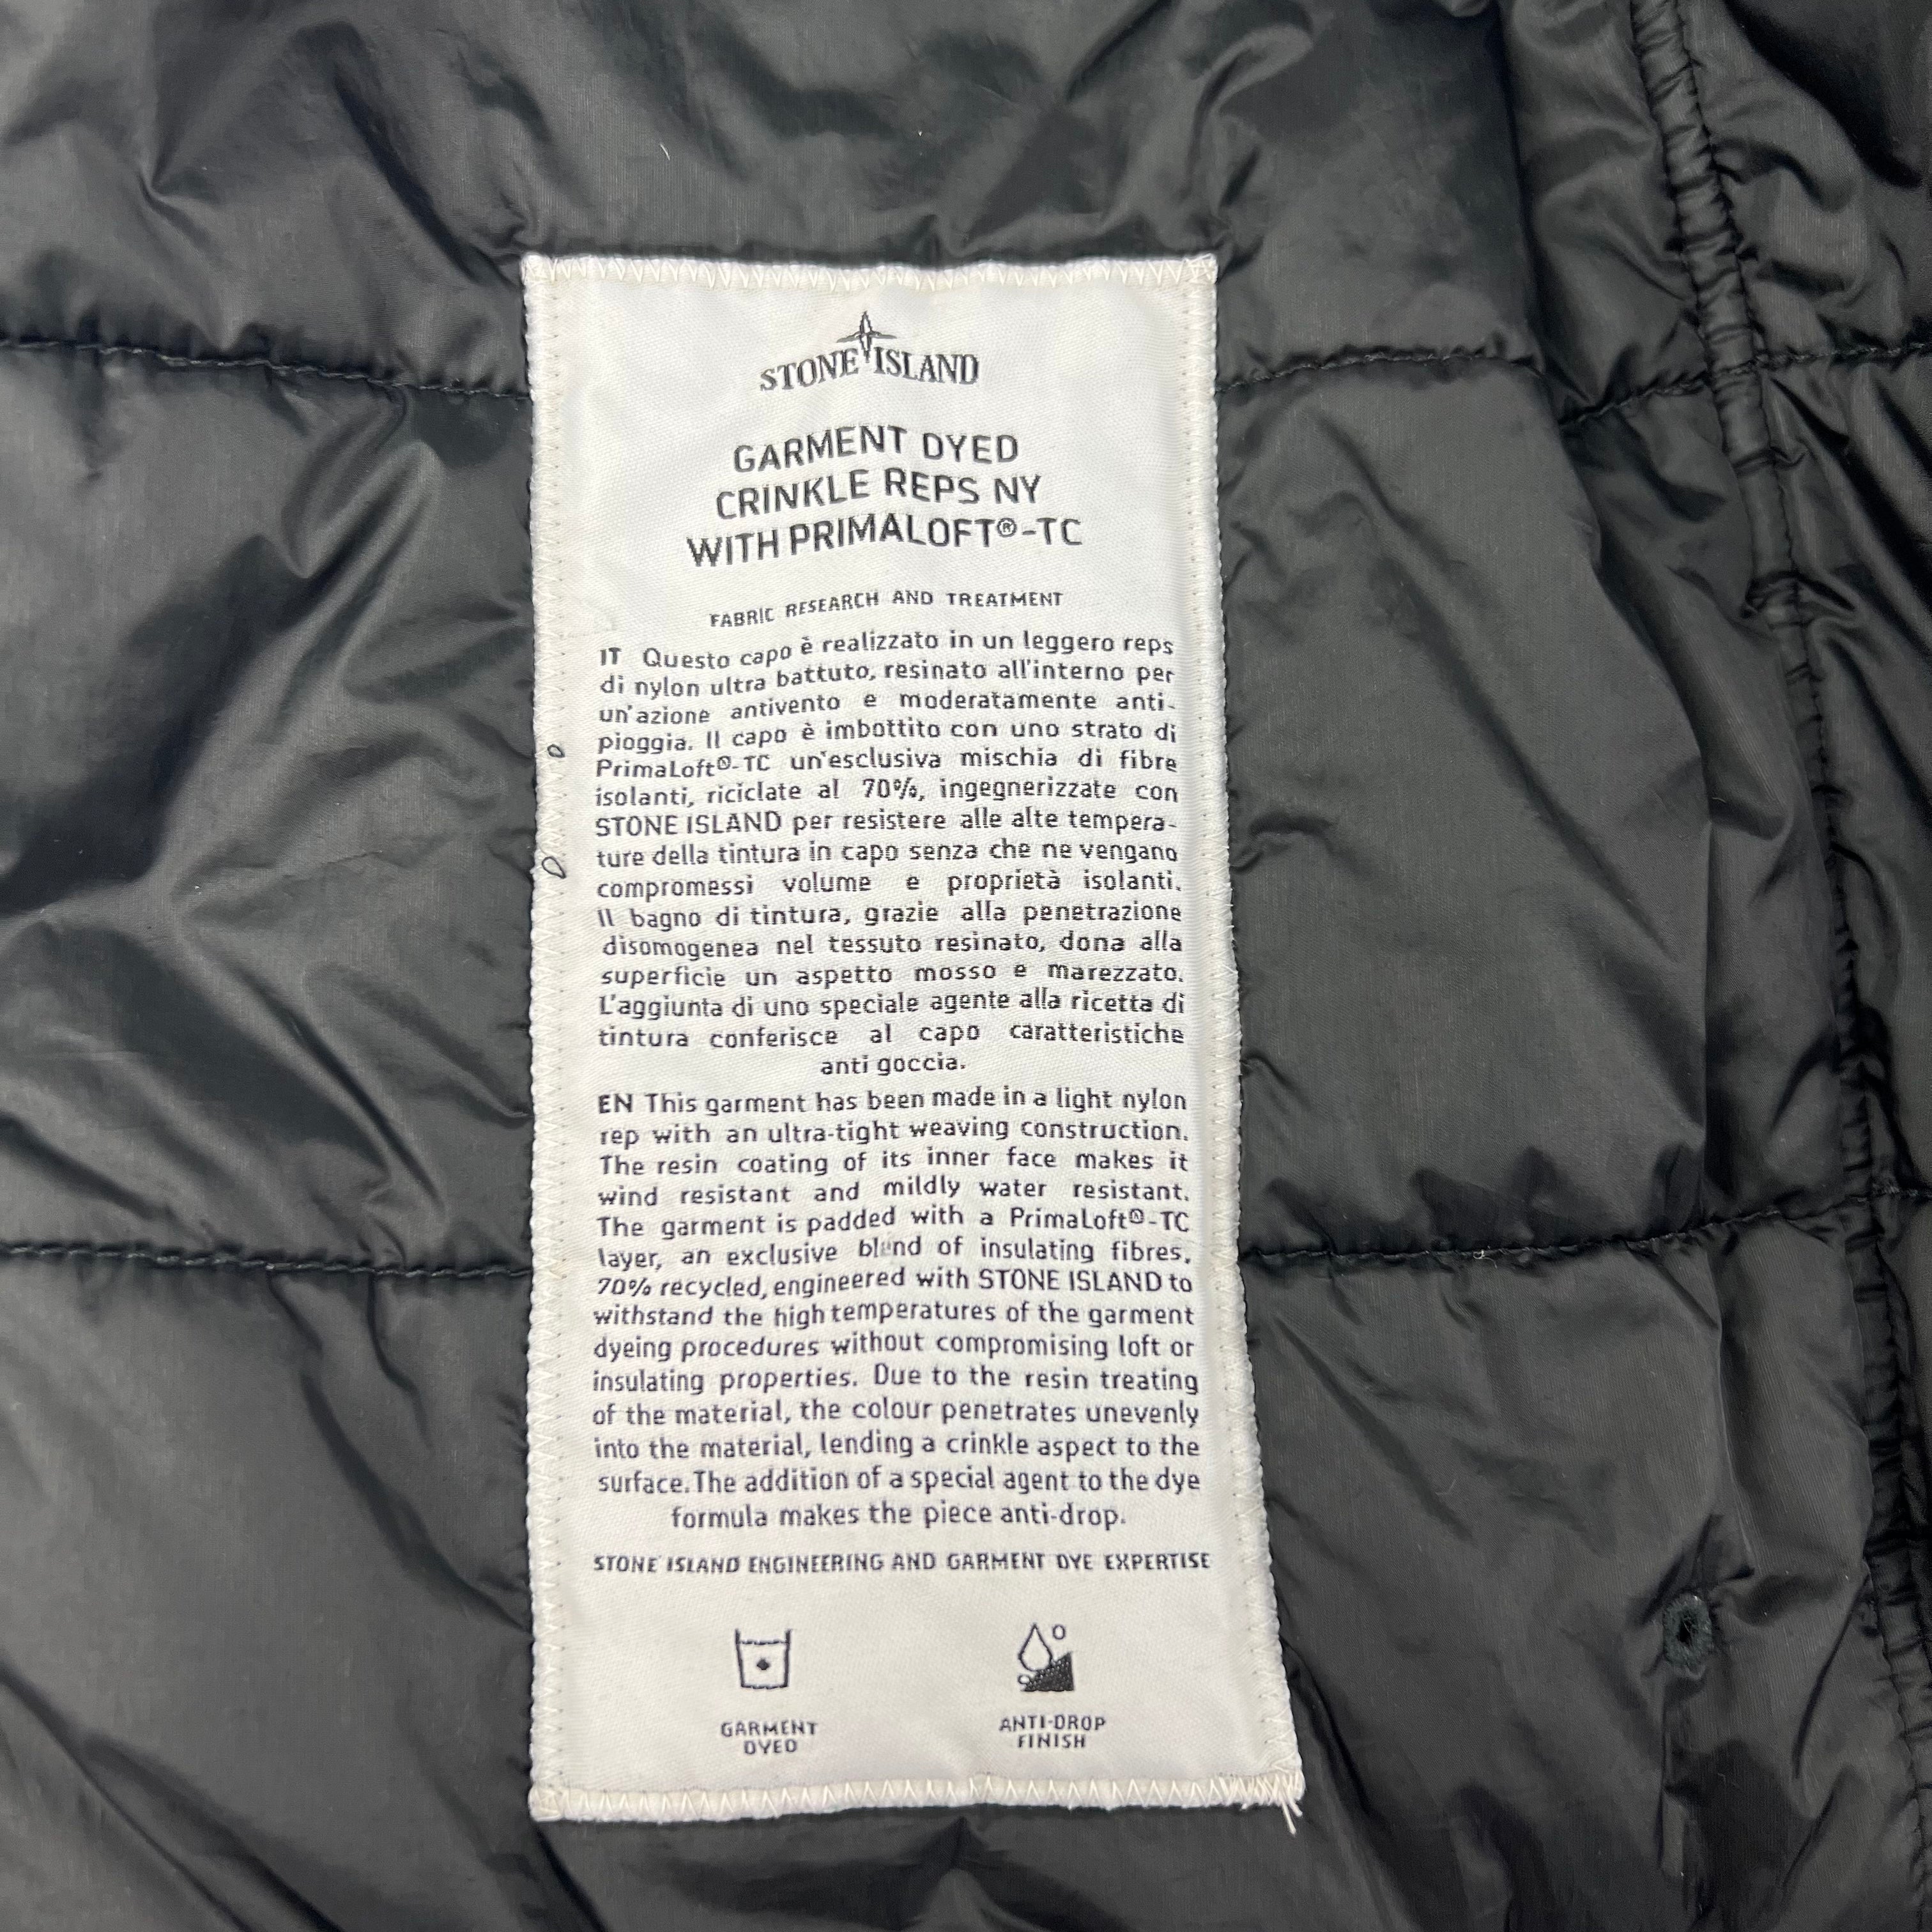 STONE ISLAND
GARMENT DYED
CRINKLE REPS NY
WITH PRIMALOFT®-TC
FABRIC RESEARCH AND TREATMENT
IT Questo capo è realizzato in un leggero reps
di nylon ultra battuto, resinato all'interno per
un'azione antivento e moderatamente anti-
pioggia. Il capo è imbottito con uno strato di
PrimaLoft®-TC un'esclusiva mischia di fibre
isolanti, riciclate al 70%, ingegnerizzate con
STONE ISLAND per resistere alle alte tempera-
ture della tintura in capo senza che ne vengano
compromessi volume e proprietà isolanti.
Il bagno di tintura, grazie alla penetrazione
disomogenea nel tessuto resinato, dona alla
superficie un aspetto mosso e marezzato.
L'aggiunta di uno speciale agente alla ricetta di
tintura conferisce al capo caratteristiche
anti goccia.
EN This garment has been made in a light nylon
rep with an ultra-tight weaving construction.
The resin coating of its inner face makes it
wind resistant and mildly water resistant.
The garment is padded with a PrimaLoft®-TC
layer, an exclusive blend of insulating fibres,
70% recycled, engineered with STONE ISLAND to
withstand the high temperatures of the garment
dyeing procedures without compromising loft or
insulating properties. Due to the resin treating
of the material, the colour penetrates unevenly
into the material, lending a crinkle aspect to the
surface. The addition of a special agent to the dye
formula makes the piece anti-drop.
STONE ISLAND ENGINEERING AND GARMENT DYE EXPERTISE
GARMENT
DYED
ANTI-DROP
FINISH